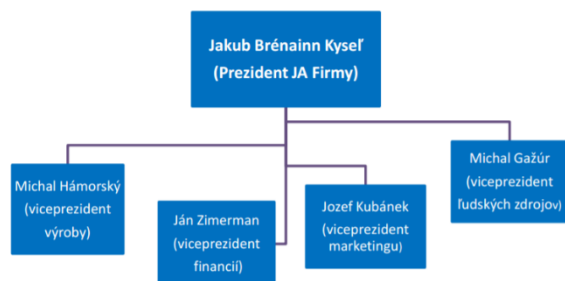 Jakub Brénainn Kyseľ
(Prezident JA Firmy)
Michal Hámorský
(viceprezident
výroby)
Ján Zimerman
(viceprezident
financií)
Jozef Kubánek
(viceprezident
marketingu)
Michal Gažúr
(viceprezident
ľudských zdrojov)